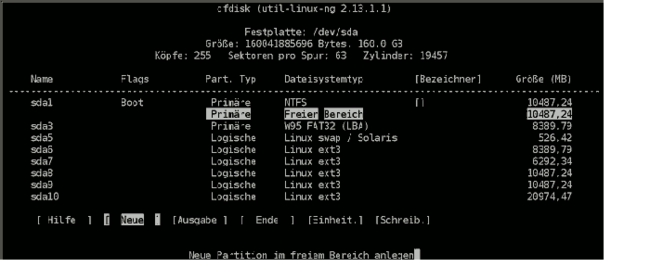 cfdisk (util-linux-ng 2.13.1.1)
Festplatte: /dev/sda
Größe: 160041885696 Bytes, 160.0 GB
Köpfe: 255 Sektoren pro Spur: 63 Zylinder: 19457
Name Flags Part. Typ Dateisystemtyp [Bezeichner] Größe (MB)
sda1 Boot Primäre NTFS [] 10487,24
Primäre Freier Bereich 10487,24
sda3 Primäre W95 FAT32 (LBA) 8389,79
sda5 Logische Linux swap / Solaris 526,42
sda6 Logische Linux ext3 8389,79
sda7 Logische Linux ext3 6292,34
sda8 Logische Linux ext3 10487,24
sda9 Logische Linux ext3 10487,24
sda10 Logische Linux ext3 20974,47
[ Hilfe ] [ Neue ] [Ausgabe ] [ Ende ] [Einheit.] [Schreib.]
Neue Partition im freiem Bereich anlegen